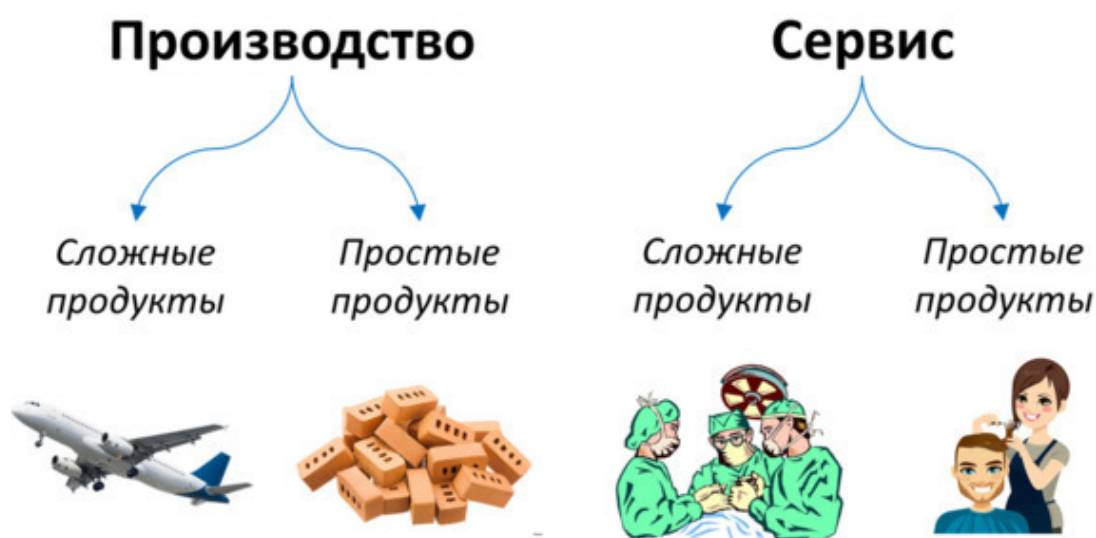 Производство
Сервис
Сложные
продукты
Простые
продукты
Сложные
продукты
Простые
продукты